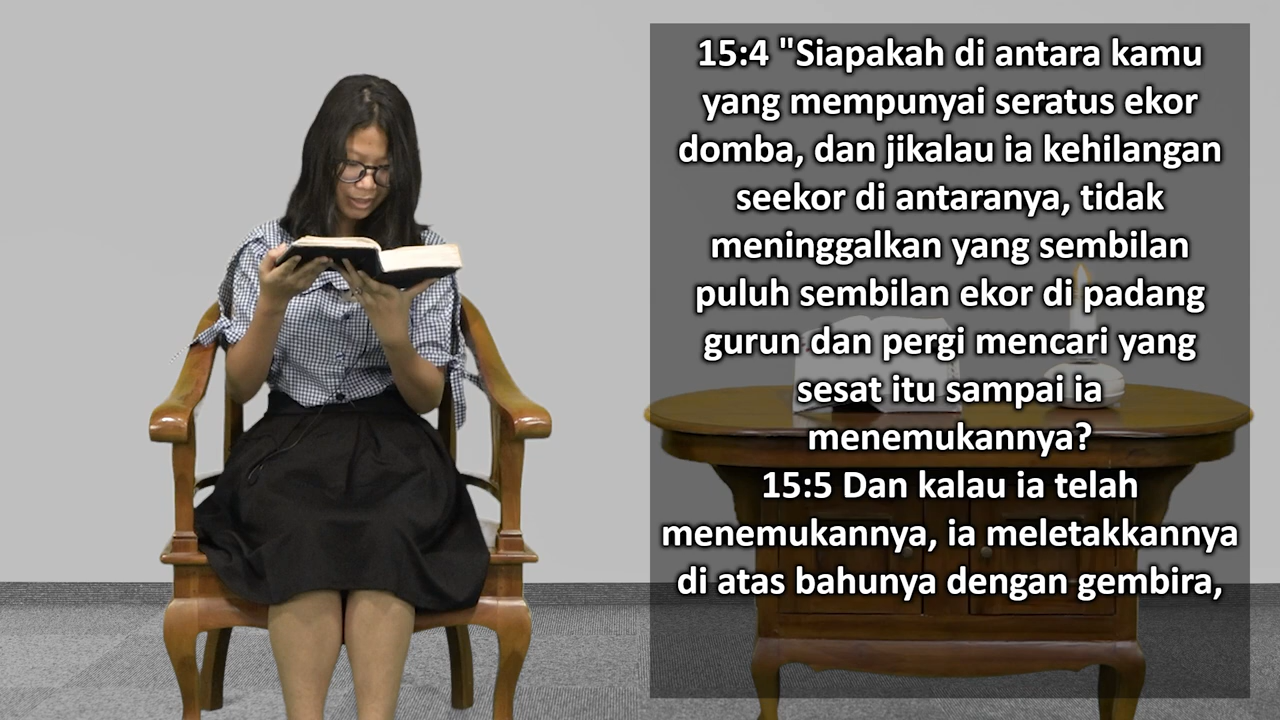 15:4 "Siapakah di antara kamu
yang mempunyai seratus ekor
domba, dan jikalau ia kehilangan
seekor di antaranya, tidak
meninggalkan yang sembilan
puluh sembilan ekor di padang
gurun dan pergi mencari yang
sesat itu sampai ia
menemukannya?
15:5 Dan kalau ia telah
menemukannya, ia meletakkannya
di atas bahunya dengan gembira,